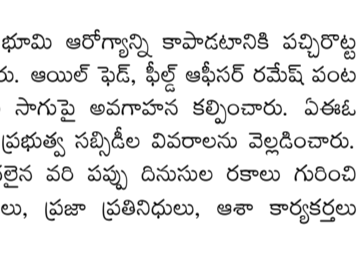 భూమి ఆరోగ్యాన్ని కాపాడటానికి పచ్చిరొట్ట
రు. ఆయిల్ ఫెడ్, ఫీల్డ్ ఆఫీసర్ రమేష్ పంట
సాగుపై అవగాహన కల్పించారు. ఏఈఓ
ప్రభుత్వ సబ్సిడీల వివరాలను వెల్లడించారు.
లైన వరి పప్పు దినుసుల రకాలు గురించి
లు, ప్రజా ప్రతినిధులు, ఆశా కార్యకర్తలు